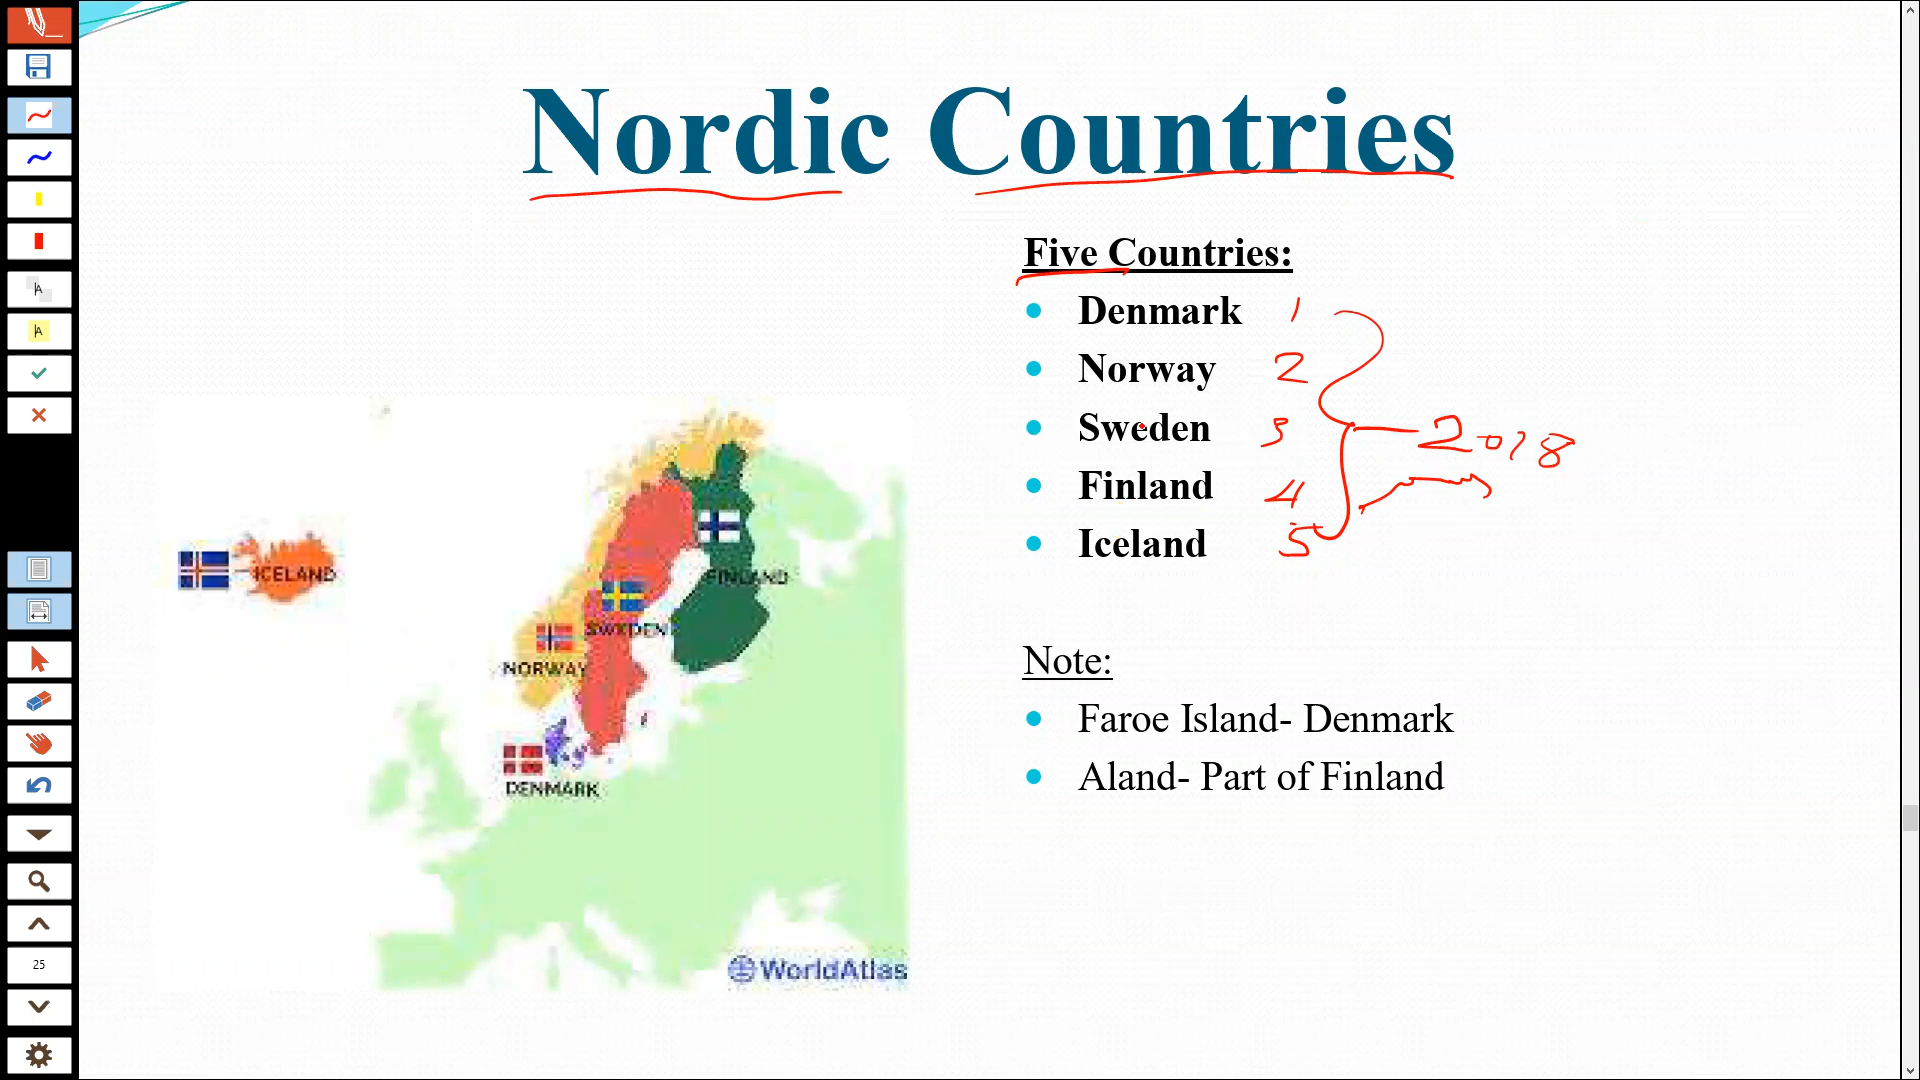 Nordic Countries
Five Countries:
Denmark 1
Norway 2
Sweden 3
Finland 4
Iceland 5
2018
Note:
Faroe Island- Denmark
Aland- Part of Finland
ICELAND
FINLAND
SWEDEN
NORWAY
DENMARK
WorldAtlas
A
A
25